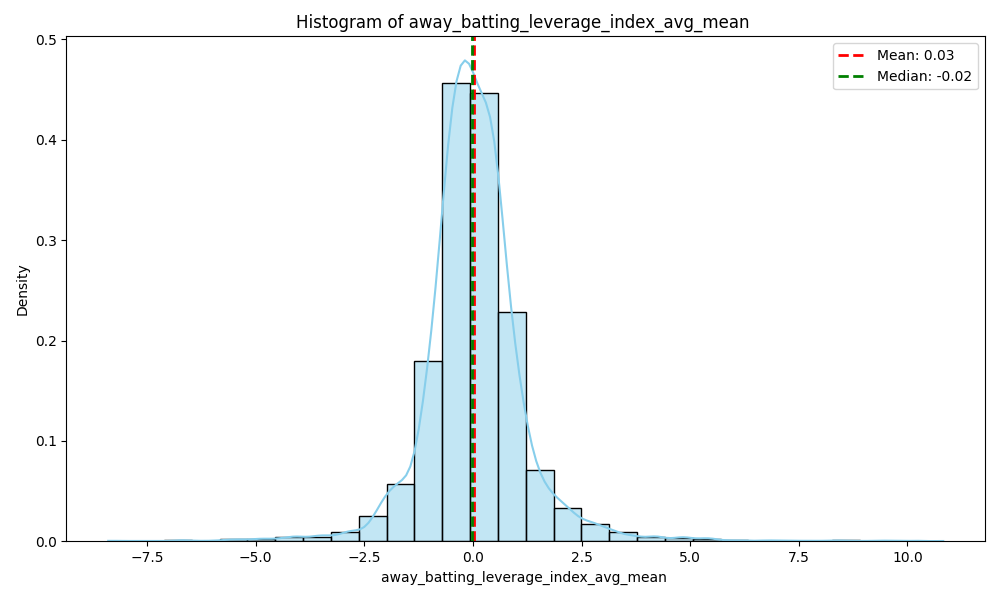 Histogram of away_batting_leverage_index_avg_mean
Mean: 0.03
Median: -0.02
0.5
0.4
0.3
0.2
0.1
0.0
Density
−7.5
−5.0
−2.5
0.0
2.5
5.0
7.5
10.0
away_batting_leverage_index_avg_mean